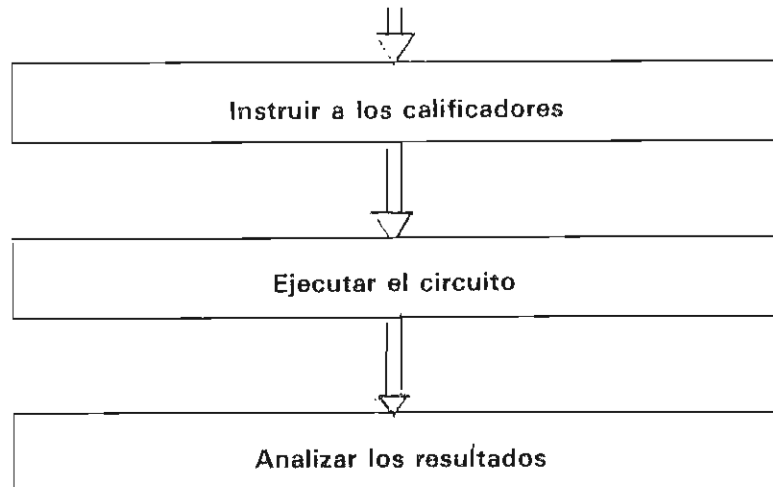 Instruir a los calificadores
Ejecutar el circuito
Analizar los resultados